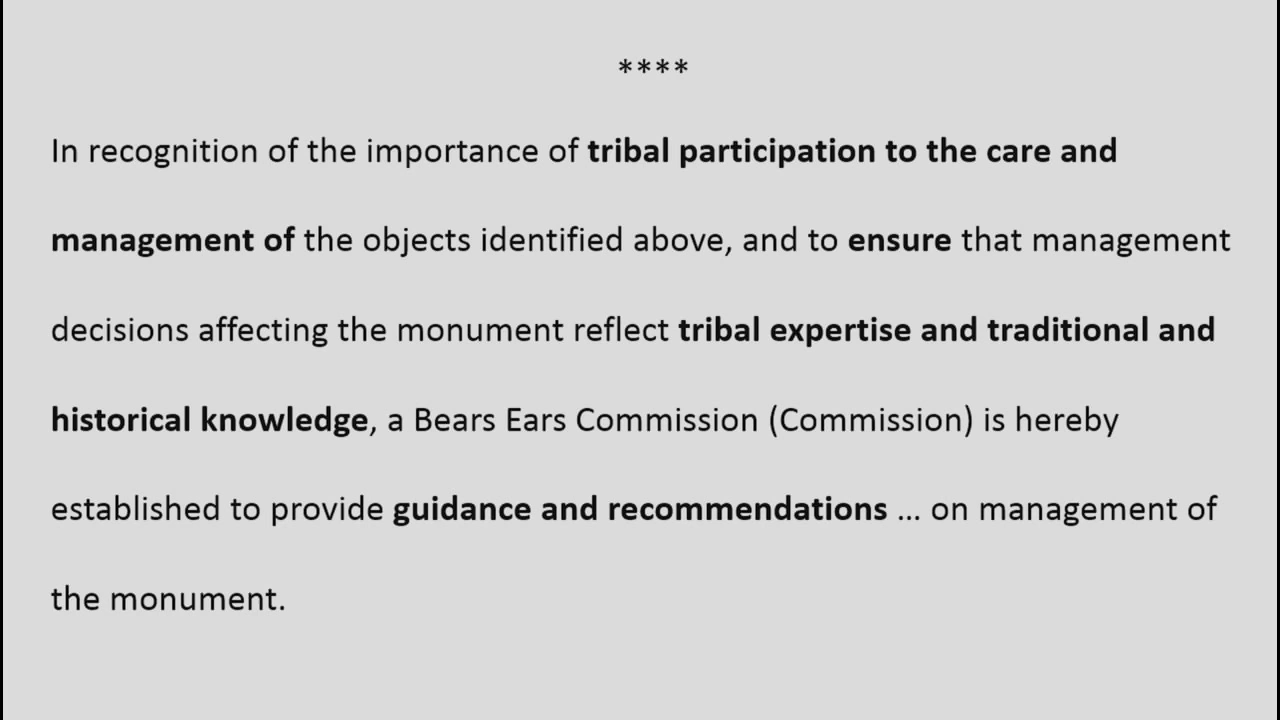 ****
In recognition of the importance of tribal participation to the care and
management of the objects identified above, and to ensure that management
decisions affecting the monument reflect tribal expertise and traditional and
historical knowledge, a Bears Ears Commission (Commission) is hereby
established to provide guidance and recommendations ... on management of
the monument.